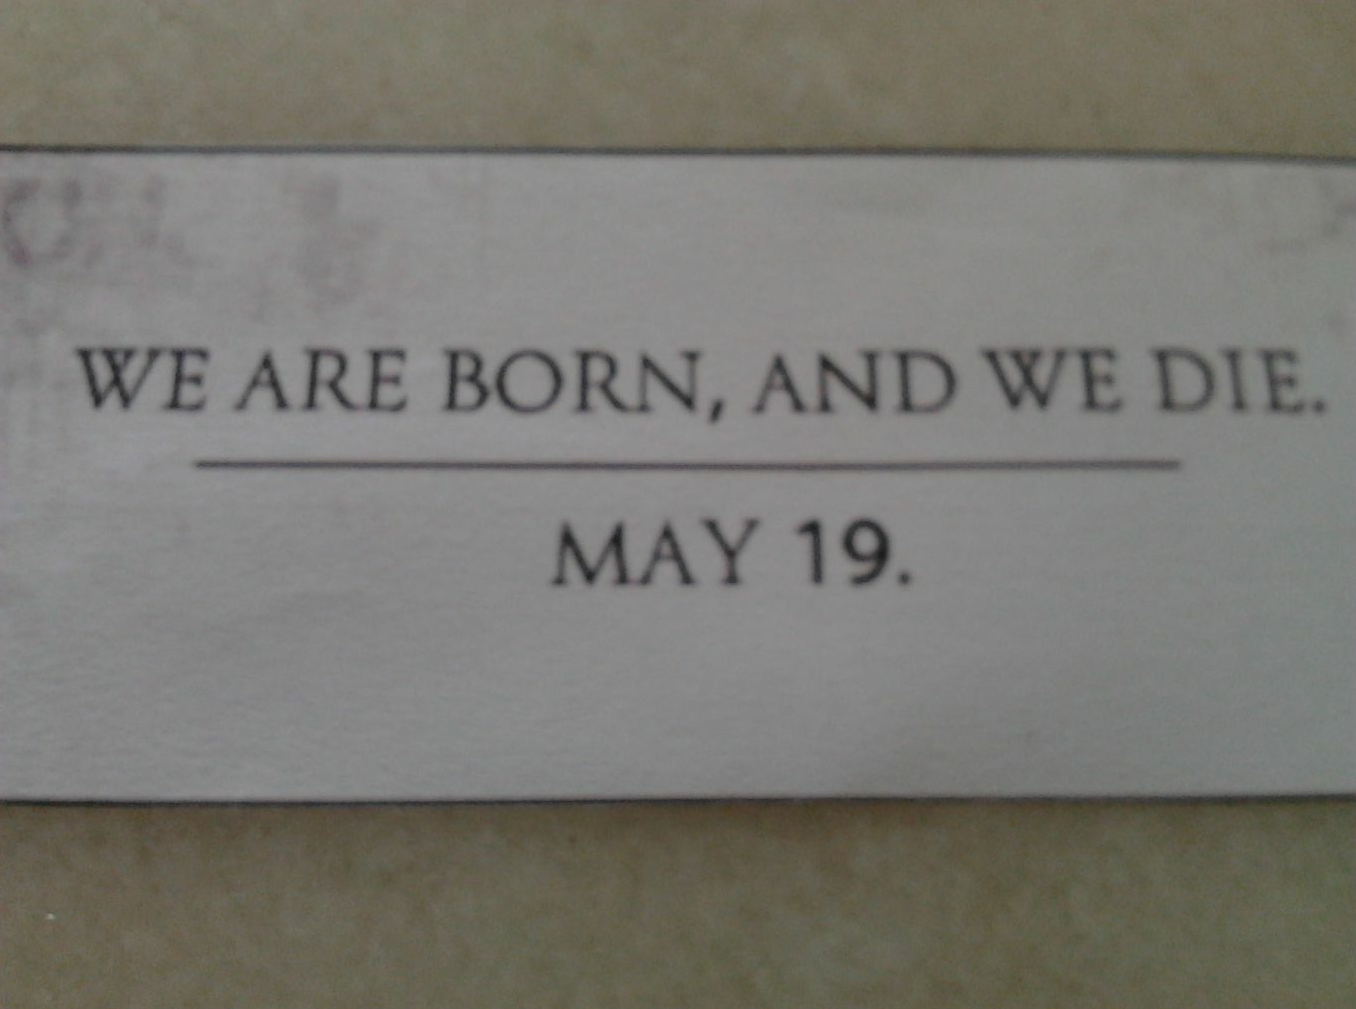 WE ARE BORN, AND WE DIE.
MAY 19.